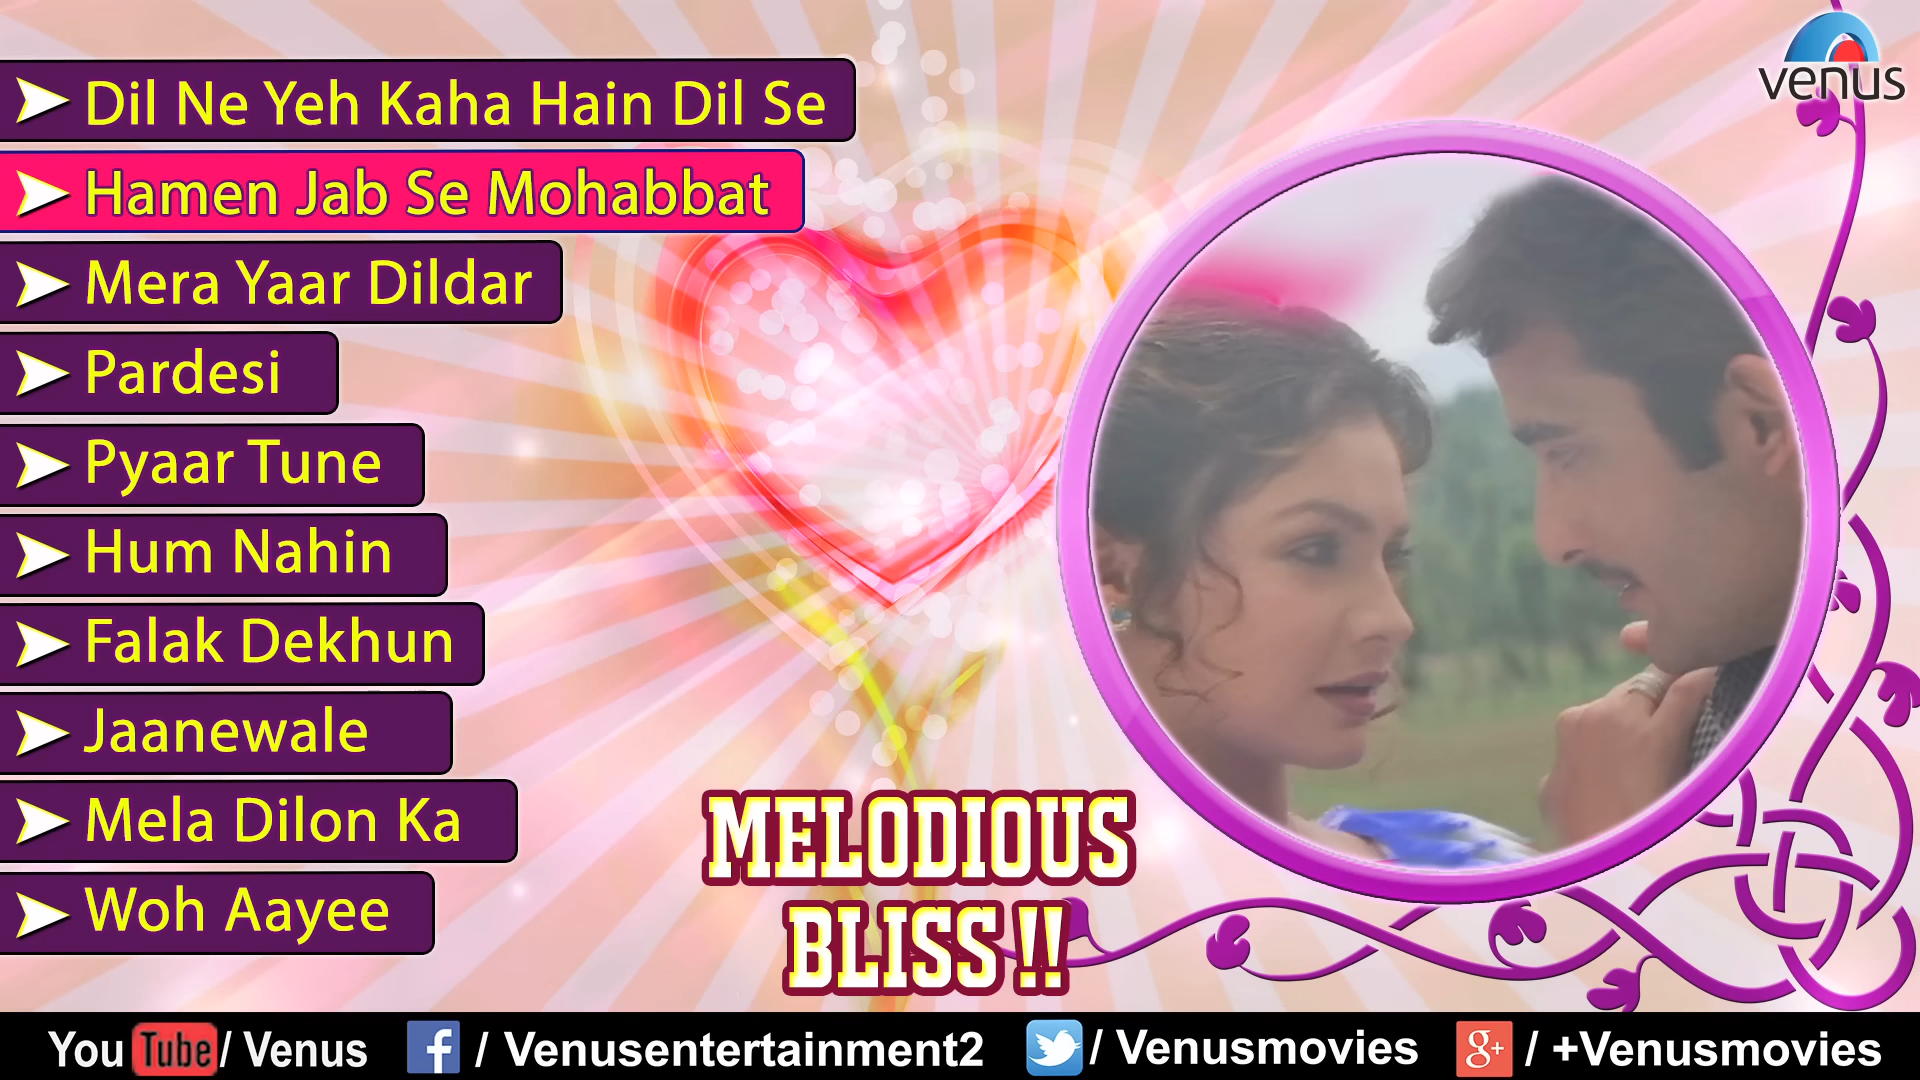 venus
Dil Ne Yeh Kaha Hain Dil Se
Hamen Jab Se Mohabbat
Mera Yaar Dildar
Pardesi
Pyaar Tune
Hum Nahin
Falak Dekhun
Jaanewale
Mela Dilon Ka
Woh Aayee
MELODIOUS
BLISS !!
You Tube / Venus f / Venusentertainment2 / Venusmovies g+ / +Venusmovies